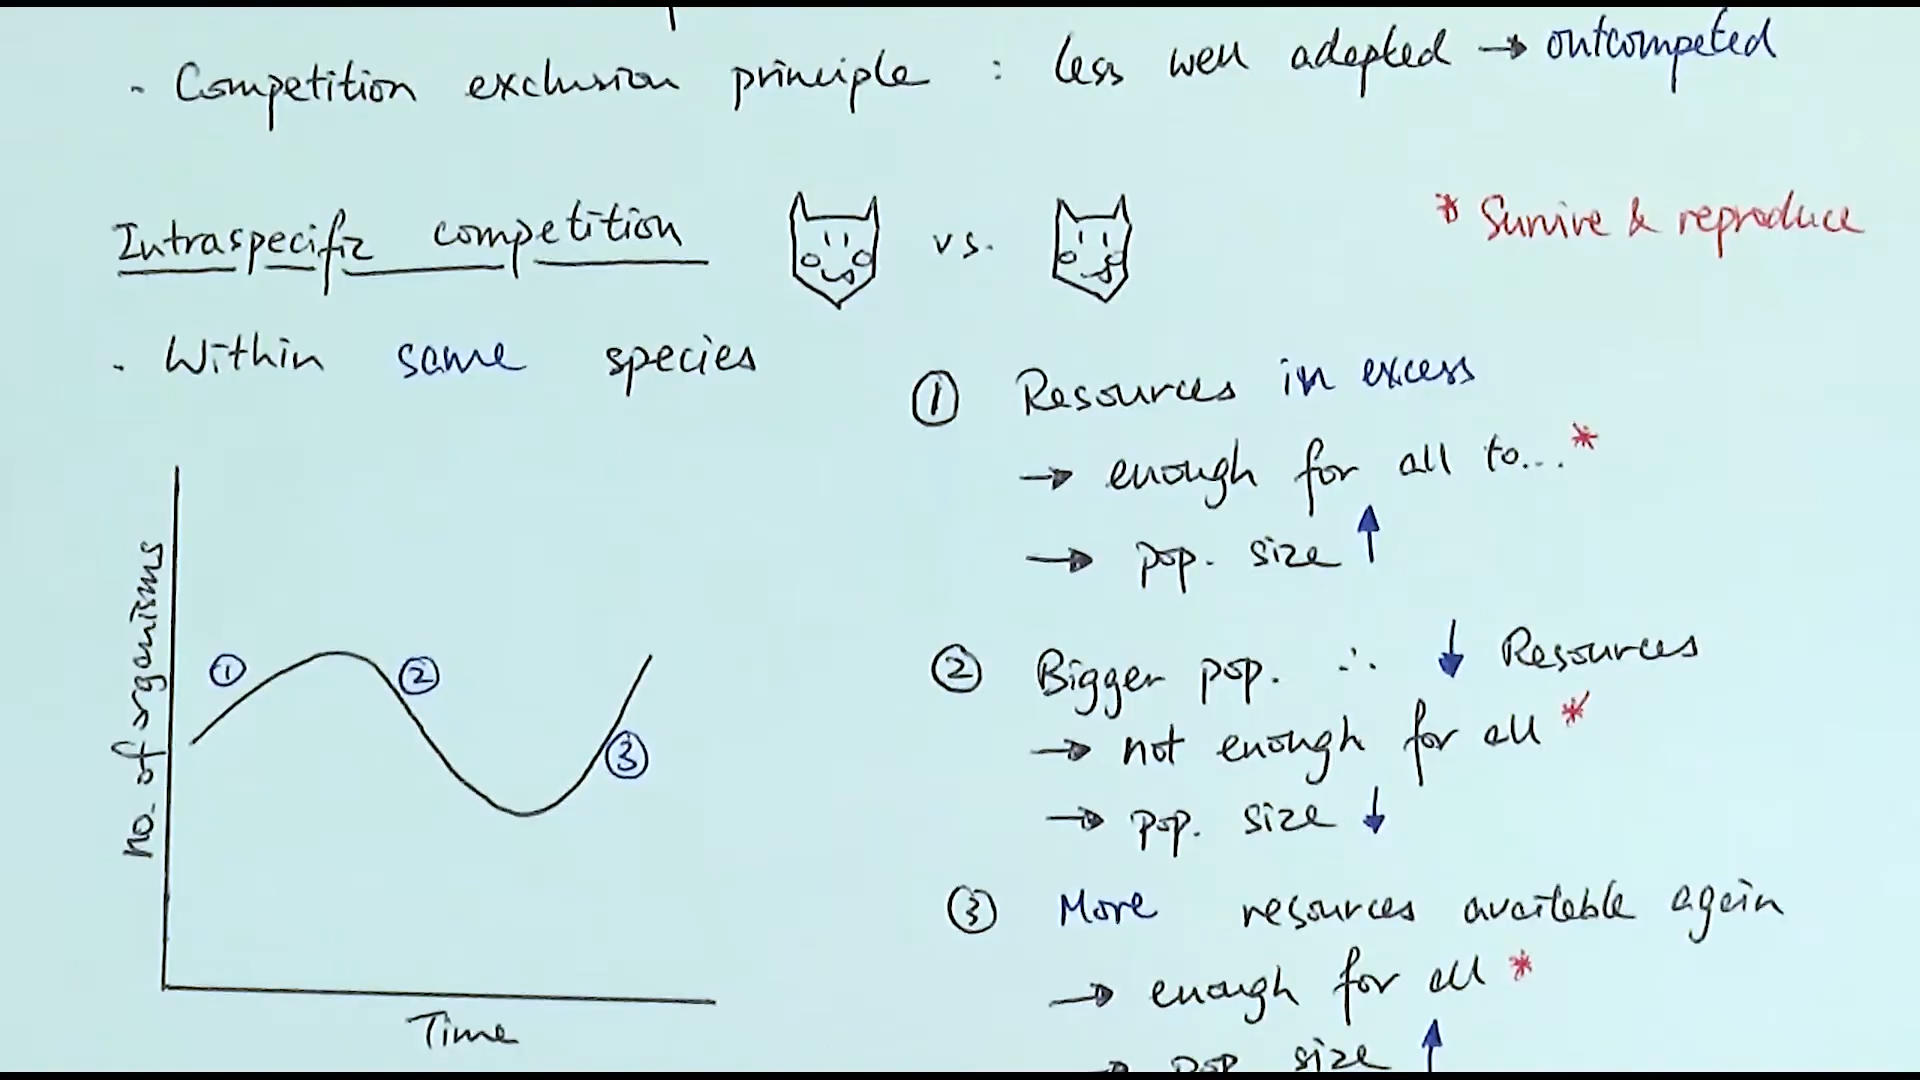 - Competition exclusion principle : less well adapted → outcompeted
Intraspecific competition vs.
* Survive & reproduce
- Within same species
① Resources in excess
→ enough for all to...*
→ pop. size ↑
② Bigger pop. ∴ ↓ Resources
→ not enough for all *
→ pop. size ↓
③ More resources available again
→ enough for all *
→ pop size ↑
no. of organisms
① ② ③
Time